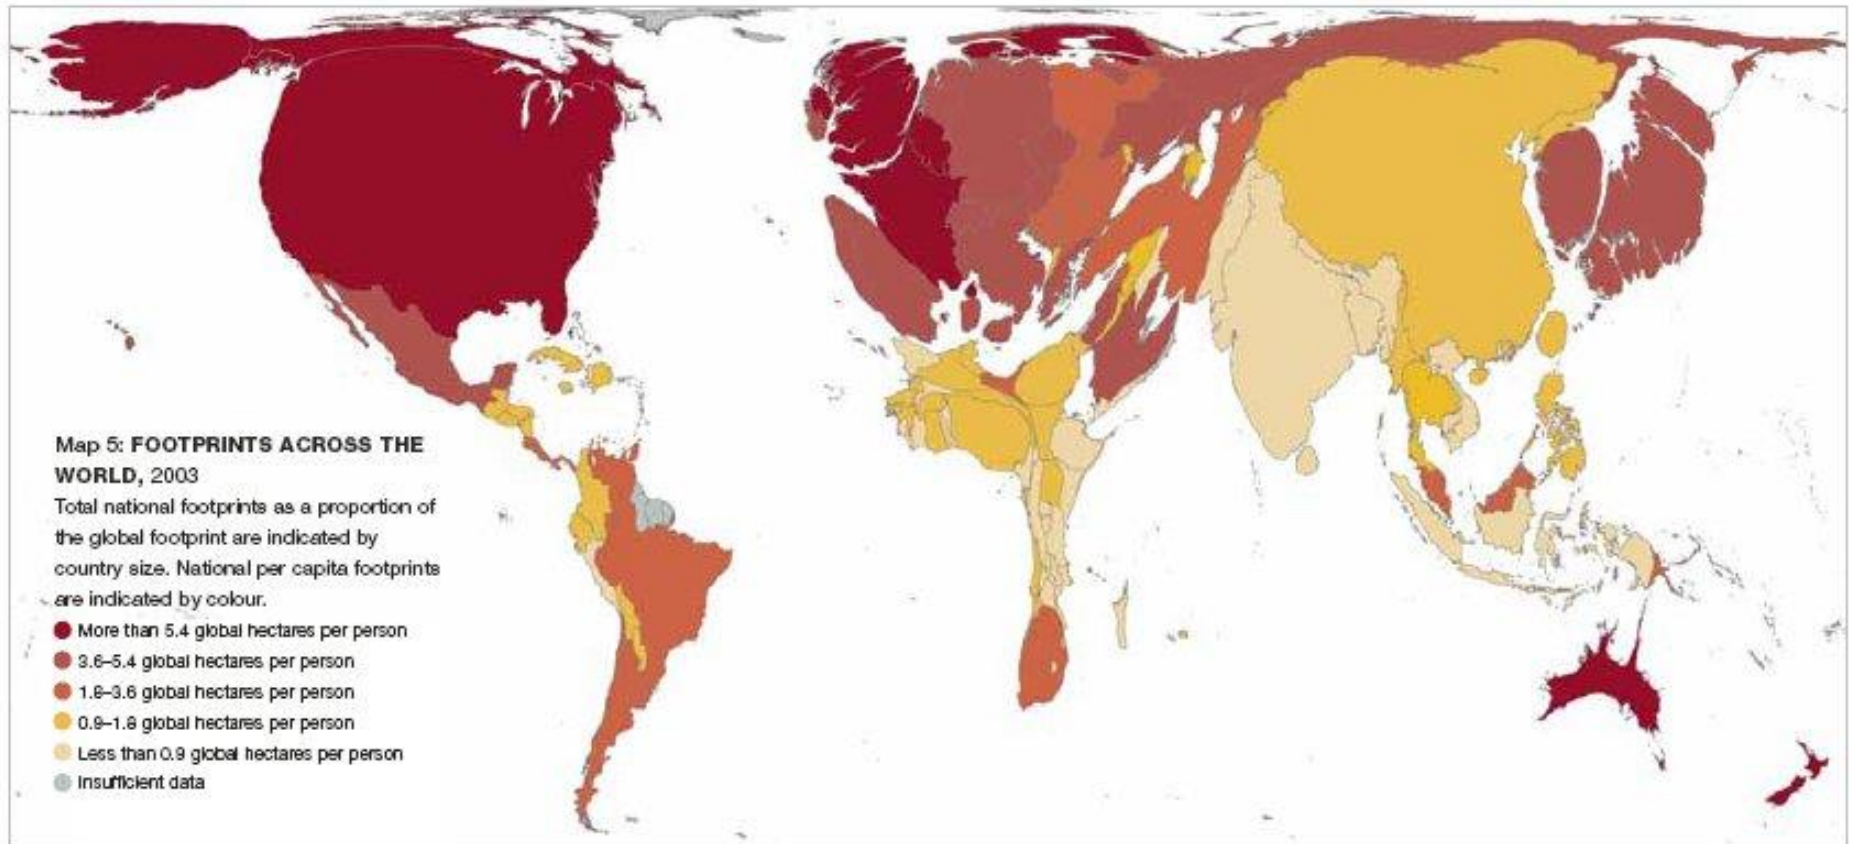 Map 5: FOOTPRINTS ACROSS THE
WORLD, 2003
Total national footprints as a proportion of
the global footprint are indicated by
country size. National per capita footprints
are indicated by colour.
More than 5.4 global hectares per person
3.6–5.4 global hectares per person
1.8–3.6 global hectares per person
0.9–1.8 global hectares per person
Less than 0.9 global hectares per person
Insufficient data